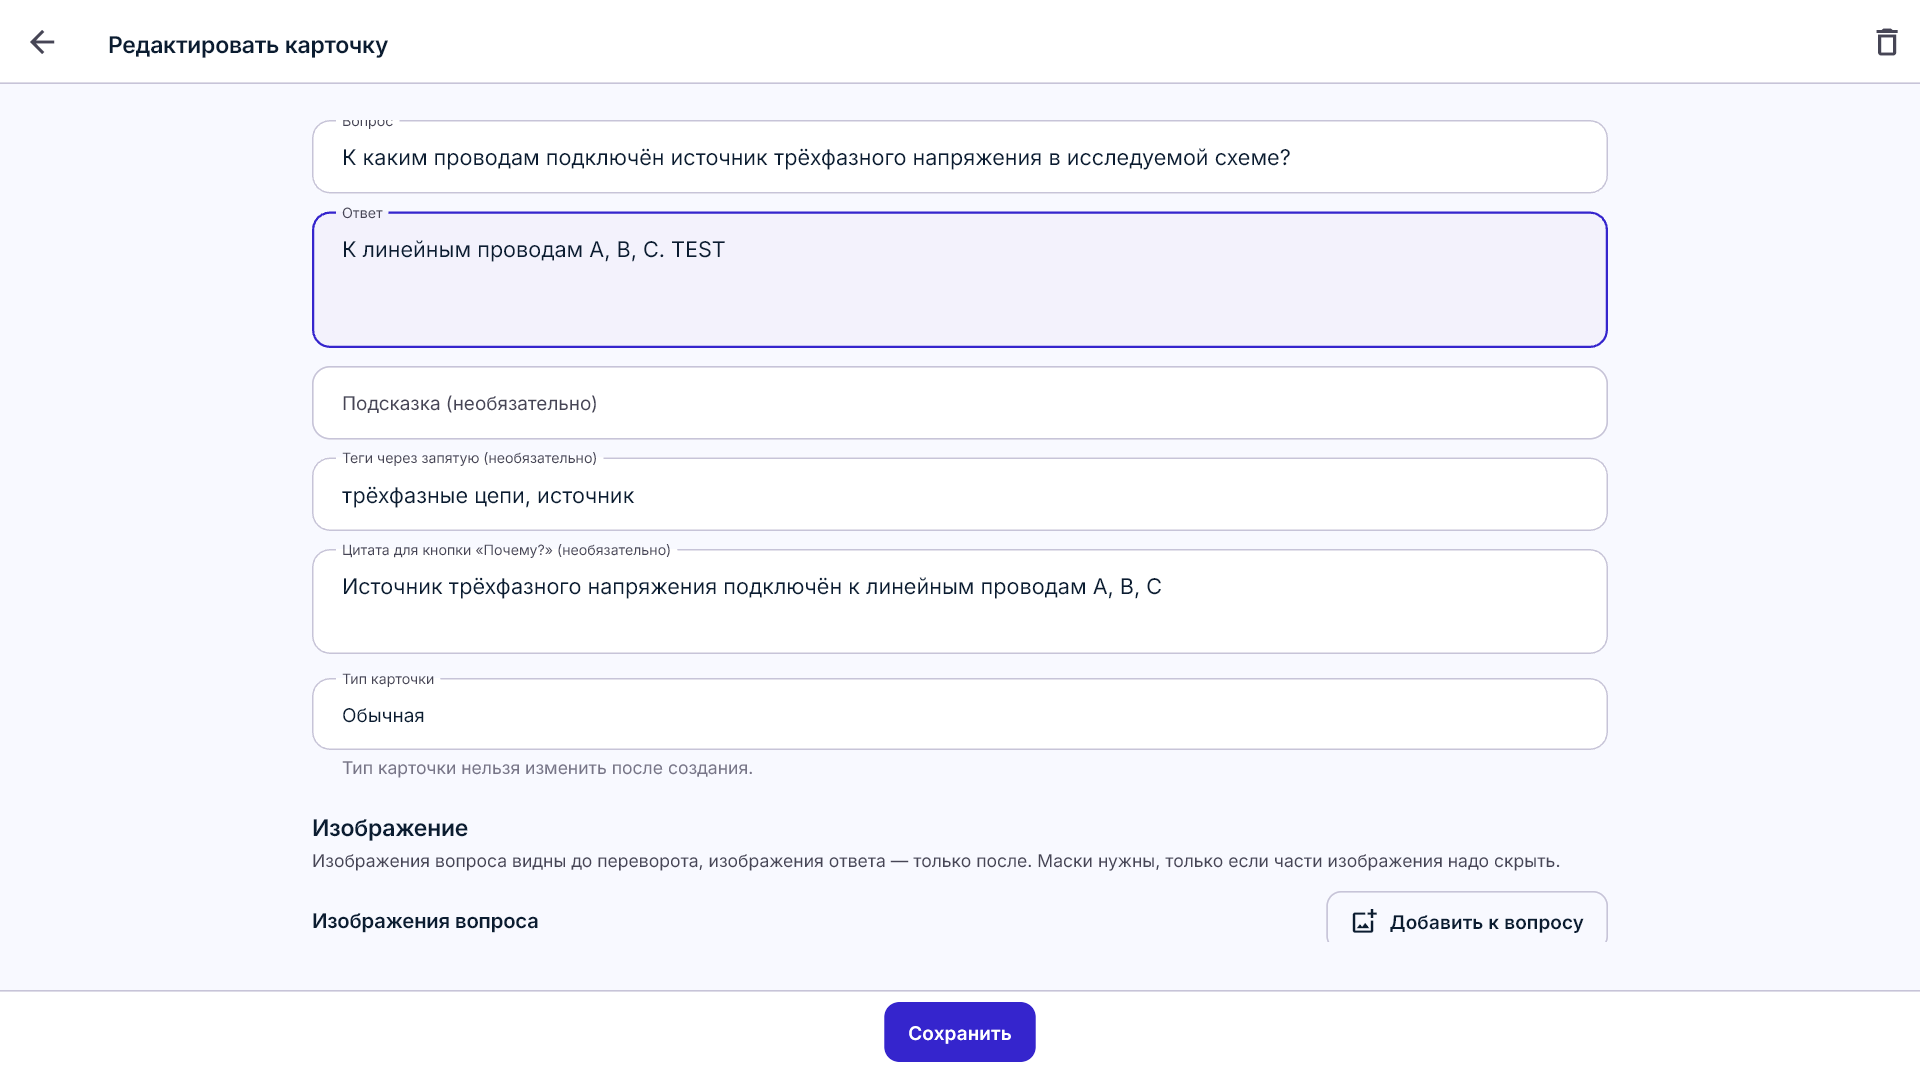 Редактировать карточку
Вопрос
К каким проводам подключён источник трёхфазного напряжения в исследуемой схеме?
Ответ
К линейным проводам A, B, C. TEST
Подсказка (необязательно)
Теги через запятую (необязательно)
трёхфазные цепи, источник
Цитата для кнопки «Почему?» (необязательно)
Источник трёхфазного напряжения подключён к линейным проводам A, B, C
Тип карточки
Обычная
Тип карточки нельзя изменить после создания.
Изображение
Изображения вопроса видны до переворота, изображения ответа — только после. Маски нужны, только если части изображения надо скрыть.
Изображения вопроса
Добавить к вопросу
Сохранить